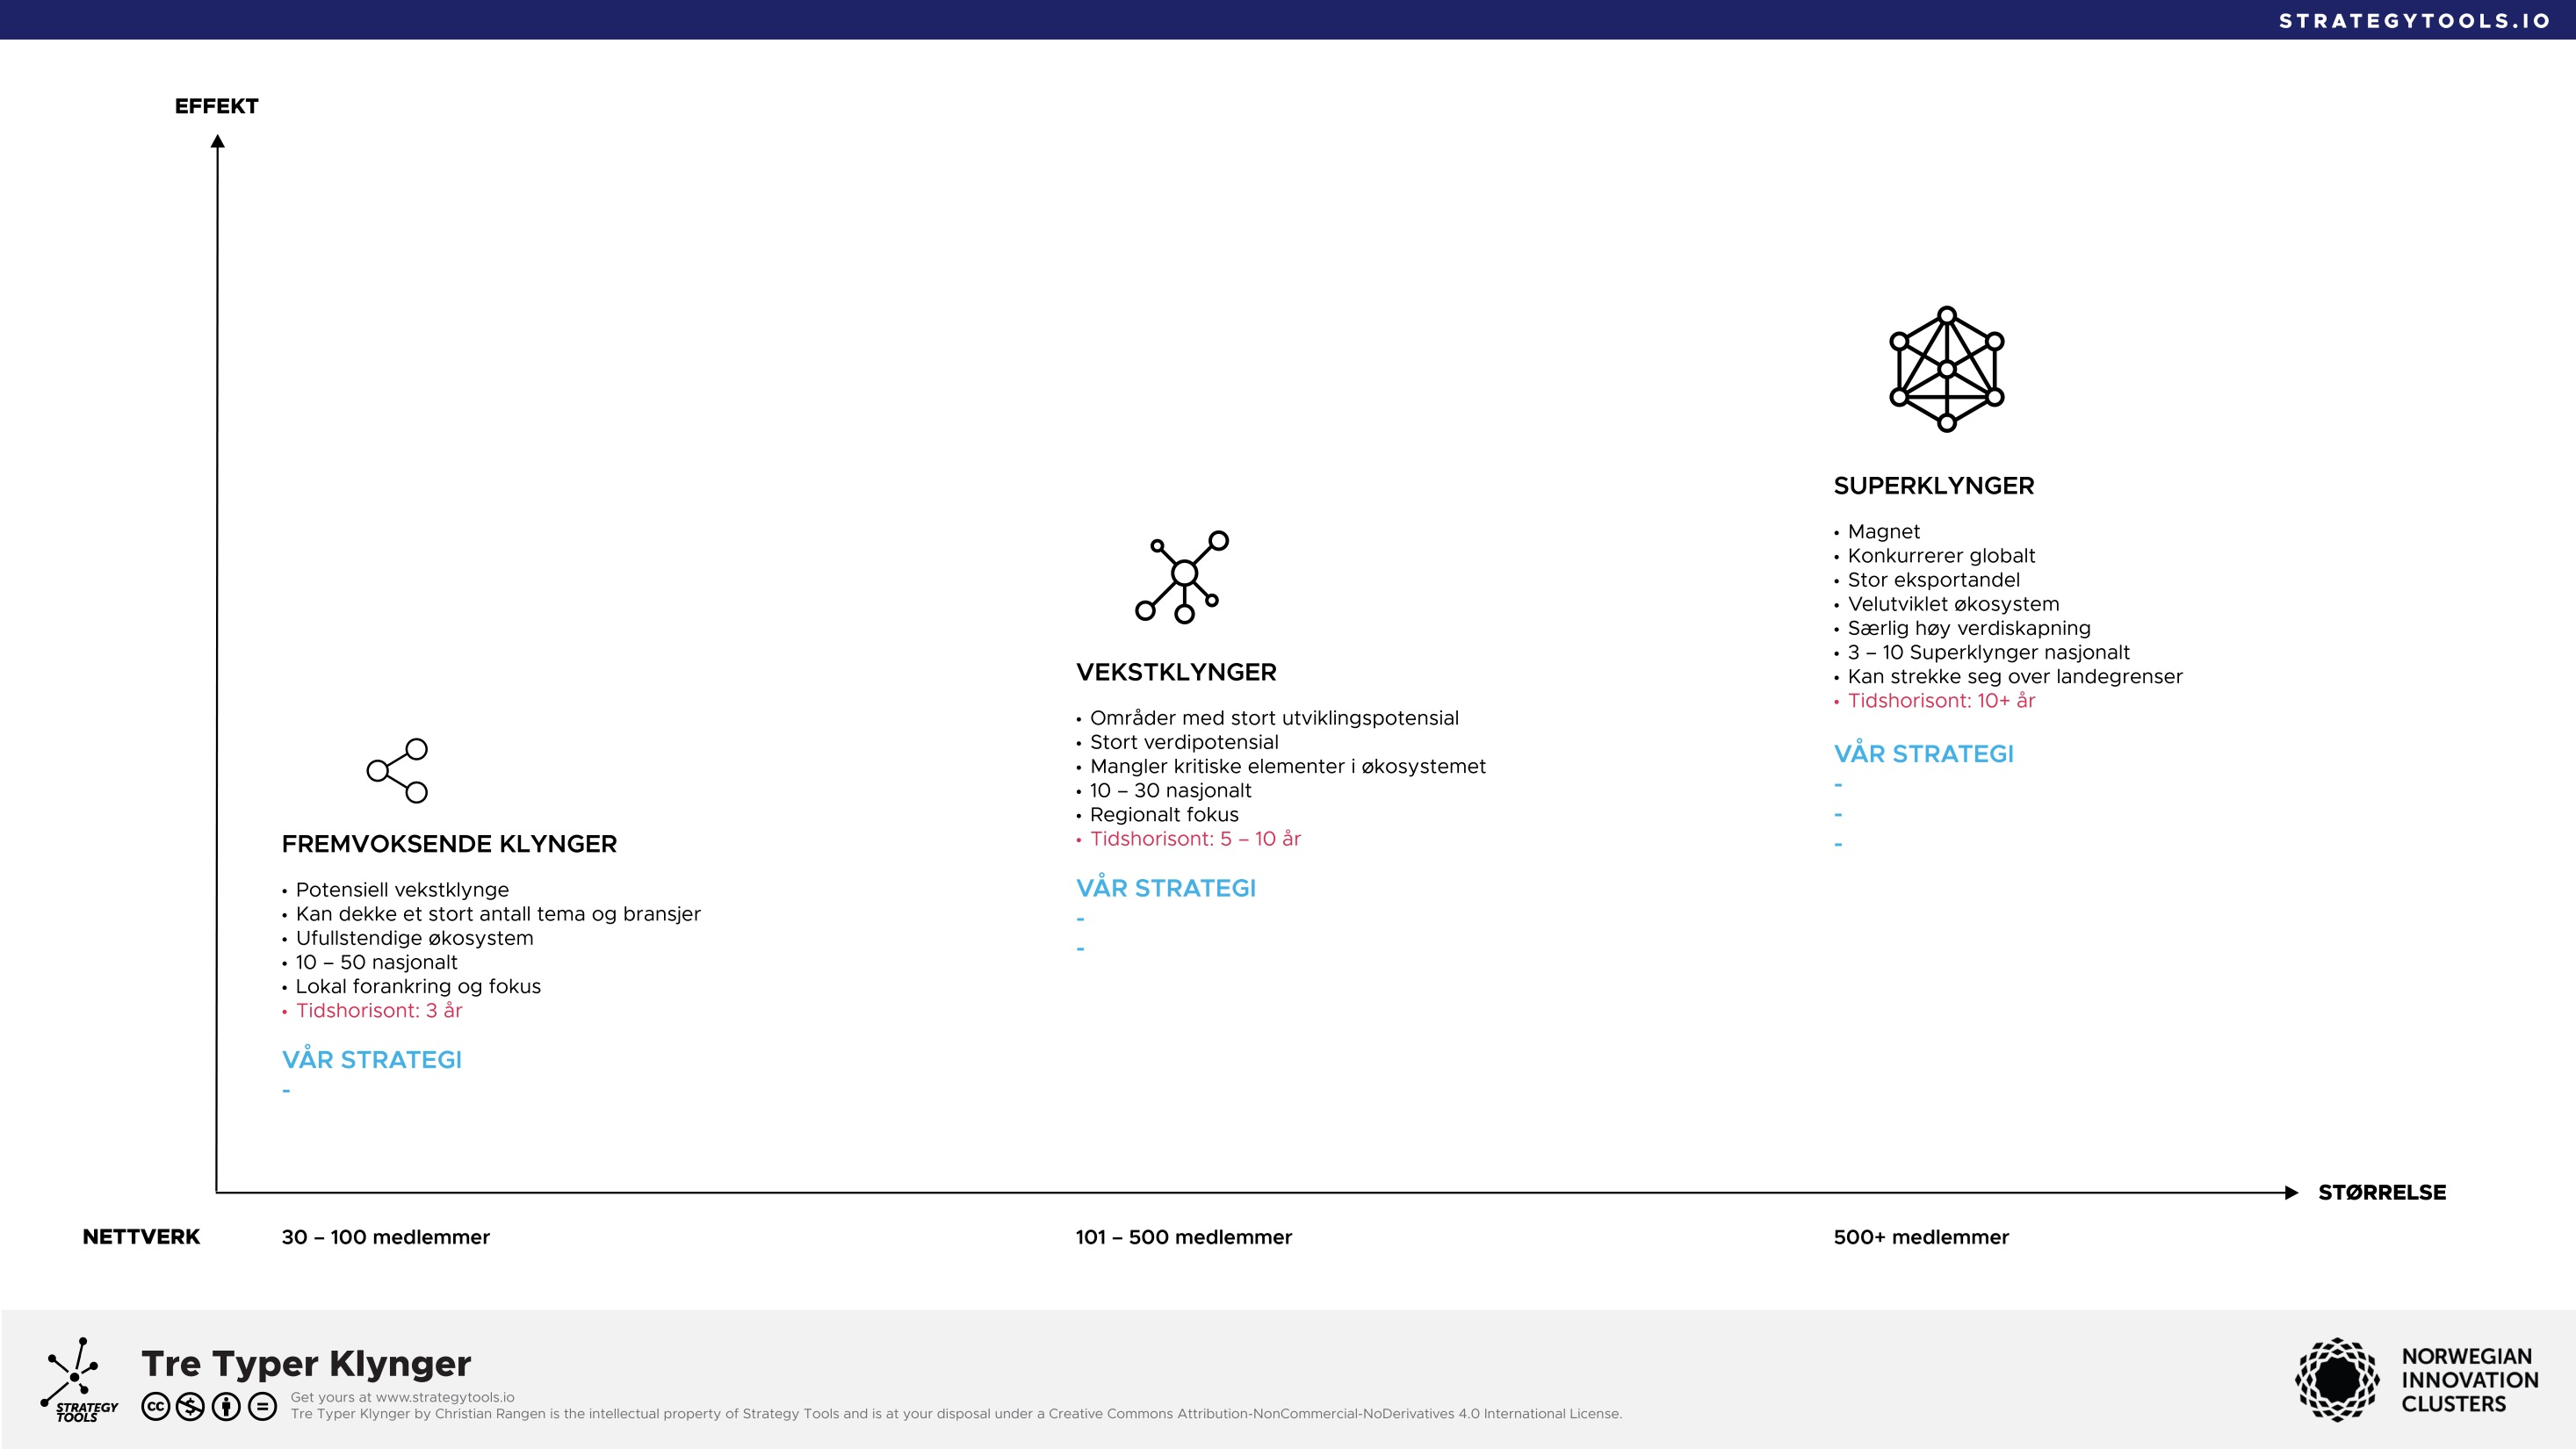 STRATEGYTOOLS.IO
EFFEKT
FREMVOKSENDE KLYNGER
• Potensiell vekstklynge
• Kan dekke et stort antall tema og bransjer
• Ufullstendige økosystem
• 10 – 50 nasjonalt
• Lokal forankring og fokus
• Tidshorisont: 3 år
VÅR STRATEGI
-
VEKSTKLYNGER
• Områder med stort utviklingspotensial
• Stort verdipotensial
• Mangler kritiske elementer i økosystemet
• 10 – 30 nasjonalt
• Regionalt fokus
• Tidshorisont: 5 – 10 år
VÅR STRATEGI
-
-
SUPERKLYNGER
• Magnet
• Konkurrerer globalt
• Stor eksportandel
• Velutviklet økosystem
• Særlig høy verdiskapning
• 3 – 10 Superklynger nasjonalt
• Kan strekke seg over landegrenser
• Tidshorisont: 10+ år
VÅR STRATEGI
-
-
-
STØRRELSE
NETTVERK
30 – 100 medlemmer
101 – 500 medlemmer
500+ medlemmer
STRATEGY
TOOLS
Tre Typer Klynger
cc
Get yours at www.strategytools.io
Tre Typer Klynger by Christian Rangen is the intellectual property of Strategy Tools and is at your disposal under a Creative Commons Attribution-NonCommercial-NoDerivatives 4.0 International License.
NORWEGIAN
INNOVATION
CLUSTERS